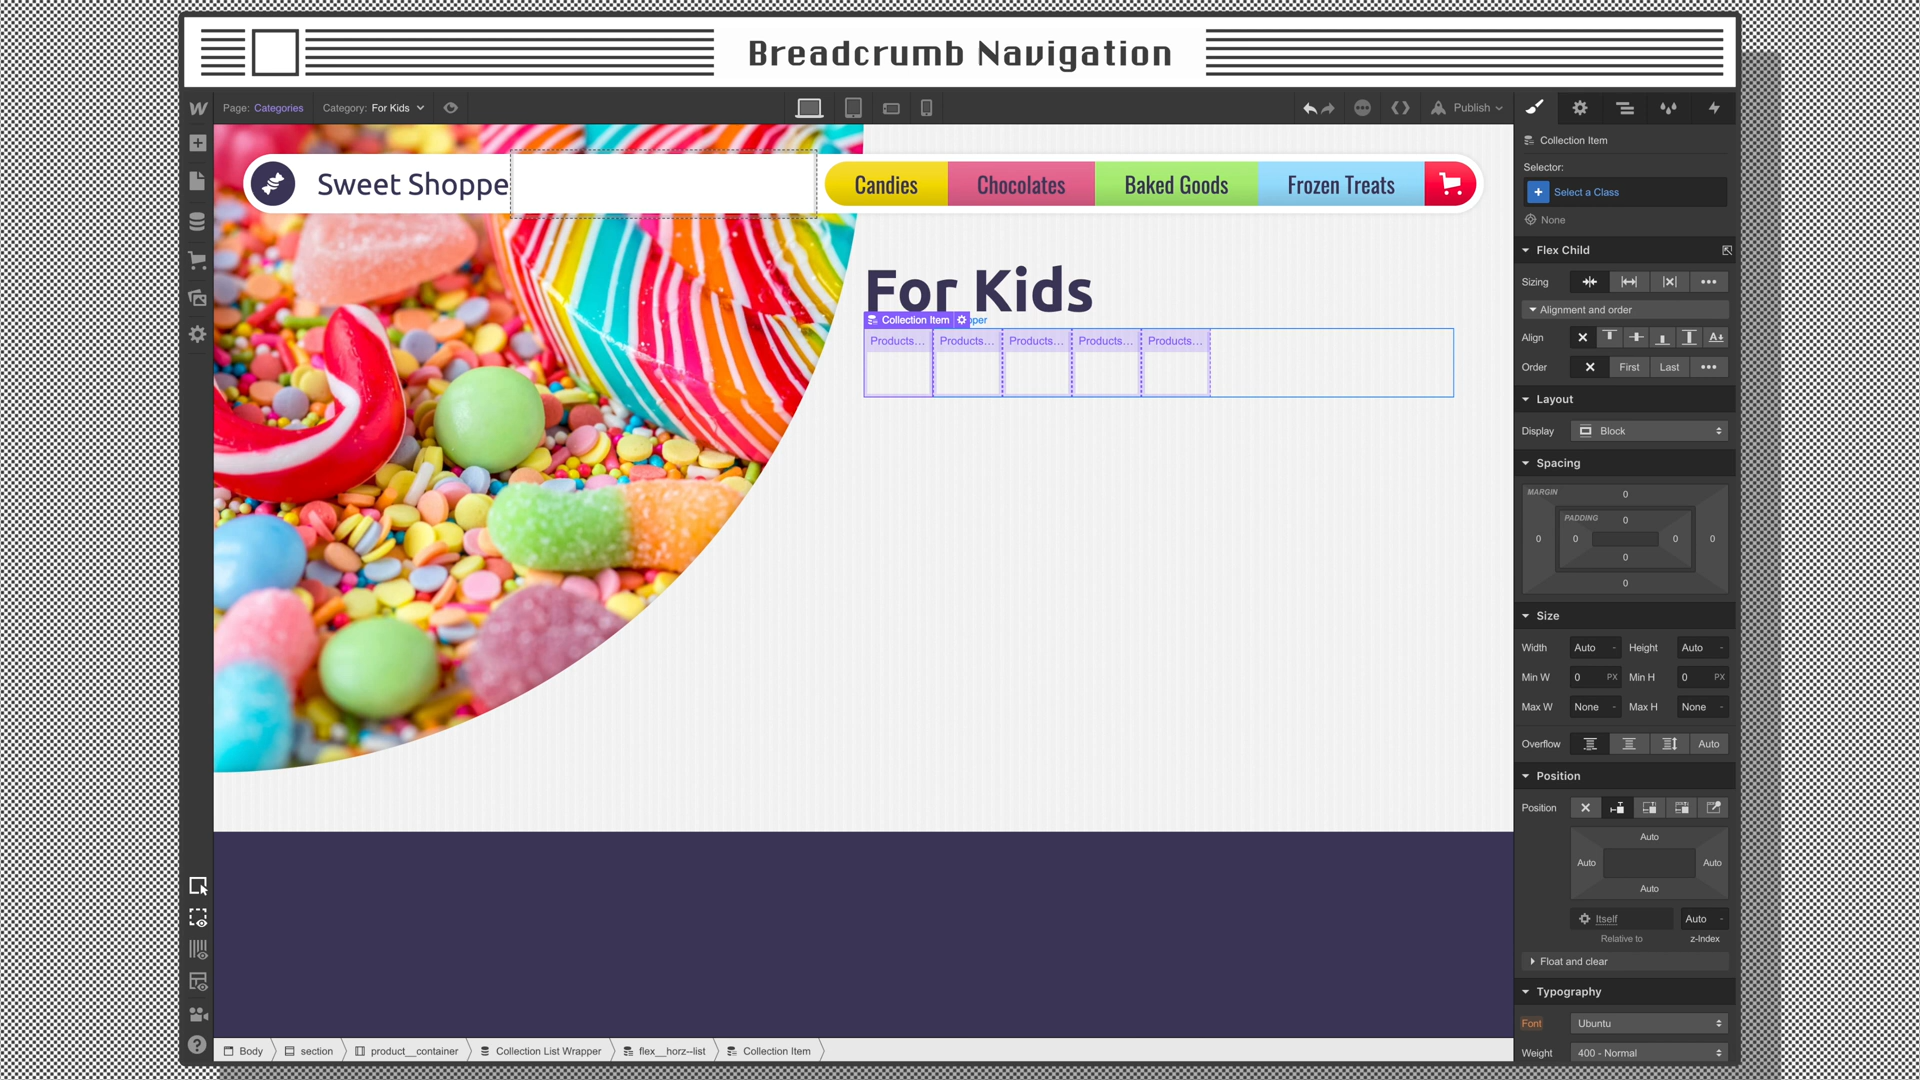 Breadcrumb Navigation
Page: Categories Category: For Kids
Publish
Sweet Shoppe
Candies Chocolates Baked Goods Frozen Treats
For Kids
Collection Item
Products... Products... Products... Products... Products...
Collection Item
Selector:
+ Select a Class
None
Flex Child
Sizing
Alignment and order
Align
Order First Last
Layout
Display Block
Spacing
MARGIN 0
PADDING 0
0 0 0 0
0
0
Size
Width Auto - Height Auto -
Min W 0 PX Min H 0 PX
Max W None - Max H None -
Overflow Auto
Position
Position
Auto
Auto Auto
Auto
Itself Auto -
Relative to z-Index
Float and clear
Typography
Font Ubuntu
Weight 400 - Normal
Body section product__container Collection List Wrapper flex__horz--list Collection Item